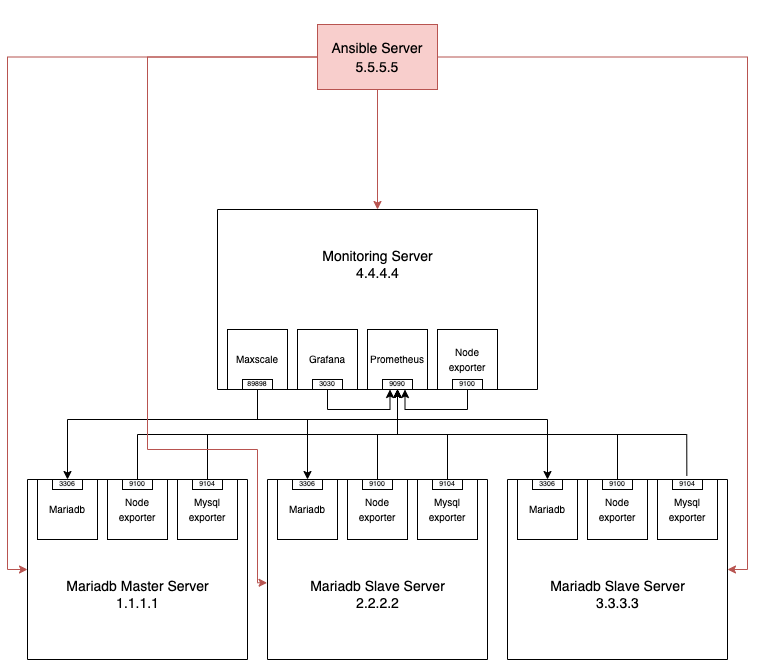 Ansible Server
5.5.5.5
Monitoring Server
4.4.4.4
Maxscale
89898
Grafana
3030
Prometheus
9090
Node
exporter
9100
3306
Mariadb
9100
Node
exporter
9104
Mysql
exporter
Mariadb Master Server
1.1.1.1
3306
Mariadb
9100
Node
exporter
9104
Mysql
exporter
Mariadb Slave Server
2.2.2.2
3306
Mariadb
9100
Node
exporter
9104
Mysql
exporter
Mariadb Slave Server
3.3.3.3